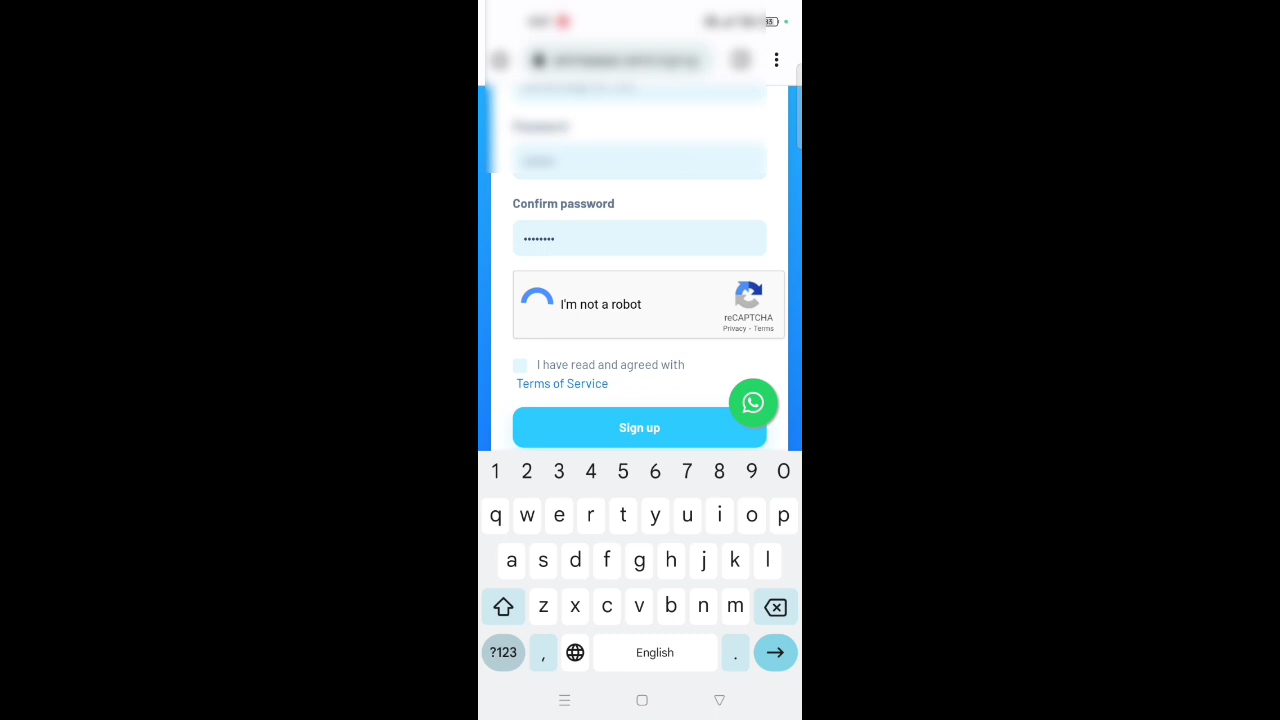 Confirm password
••••••••
I'm not a robot
reCAPTCHA
Privacy - Terms
I have read and agreed with
Terms of Service
Sign up
1 2 3 4 5 6 7 8 9 0
q w e r t y u i o p
a s d f g h j k l
z x c v b n m
?123 , English .